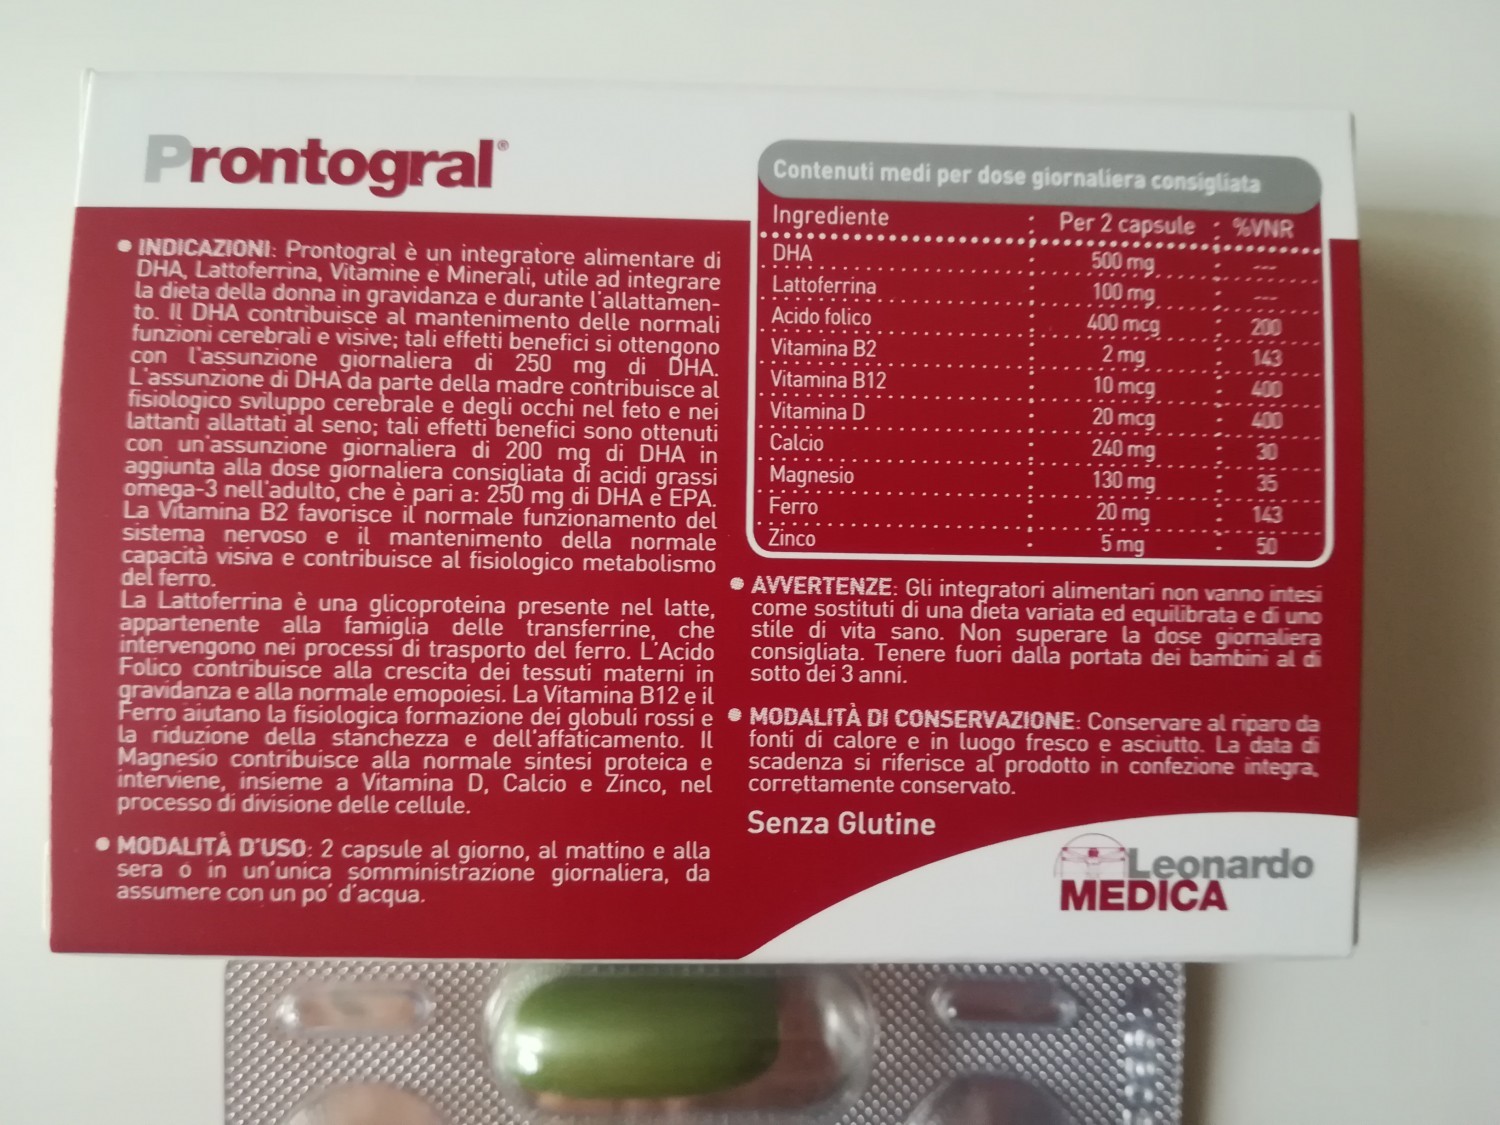 Prontogral®
INDICAZIONI: Prontogral è un integratore alimentare di
DHA, Lattoferrina, Vitamine e Minerali, utile ad integrare
la dieta della donna in gravidanza e durante l'allattamen-
to. Il DHA contribuisce al mantenimento delle normali
funzioni cerebrali e visive; tali effetti benefici si ottengono
con l'assunzione giornaliera di 250 mg di DHA.
L'assunzione di DHA da parte della madre contribuisce al
fisiologico sviluppo cerebrale e degli occhi nel feto e nei
lattanti allattati al seno; tali effetti benefici sono ottenuti
con un'assunzione giornaliera di 200 mg di DHA in
aggiunta alla dose giornaliera consigliata di acidi grassi
omega-3 nell'adulto, che è pari a: 250 mg di DHA e EPA.
La Vitamina B2 favorisce il normale funzionamento del
sistema nervoso e il mantenimento della normale
capacità visiva e contribuisce al fisiologico metabolismo
del ferro.
La Lattoferrina è una glicoproteina presente nel latte,
appartenente alla famiglia delle transferrine, che
intervengono nei processi di trasporto del ferro. L'Acido
Folico contribuisce alla crescita dei tessuti materni in
gravidanza e alla normale emopoiesi. La Vitamina B12 e il
Ferro aiutano la fisiologica formazione dei globuli rossi e
la riduzione della stanchezza e dell'affaticamento. Il
Magnesio contribuisce alla normale sintesi proteica e
interviene, insieme a Vitamina D, Calcio e Zinco, nel
processo di divisione delle cellule.
MODALITÀ D'USO: 2 capsule al giorno, al mattino e alla
sera o in un'unica somministrazione giornaliera, da
assumere con un po' d'acqua.
Contenuti medi per dose giornaliera consigliata
Ingrediente : Per 2 capsule : %VNR
DHA : 500 mg : ---
Lattoferrina : 100 mg : ---
Acido folico : 400 mcg : 200
Vitamina B2 : 2 mg : 143
Vitamina B12 : 10 mcg : 400
Vitamina D : 20 mcg : 400
Calcio : 240 mg : 30
Magnesio : 130 mg : 35
Ferro : 20 mg : 143
Zinco : 5 mg : 50
AVVERTENZE: Gli integratori alimentari non vanno intesi
come sostituti di una dieta variata ed equilibrata e di uno
stile di vita sano. Non superare la dose giornaliera
consigliata. Tenere fuori dalla portata dei bambini al di
sotto dei 3 anni.
MODALITÀ DI CONSERVAZIONE: Conservare al riparo da
fonti di calore e in luogo fresco e asciutto. La data di
scadenza si riferisce al prodotto in confezione integra,
correttamente conservato.
Senza Glutine
Leonardo
MEDICA